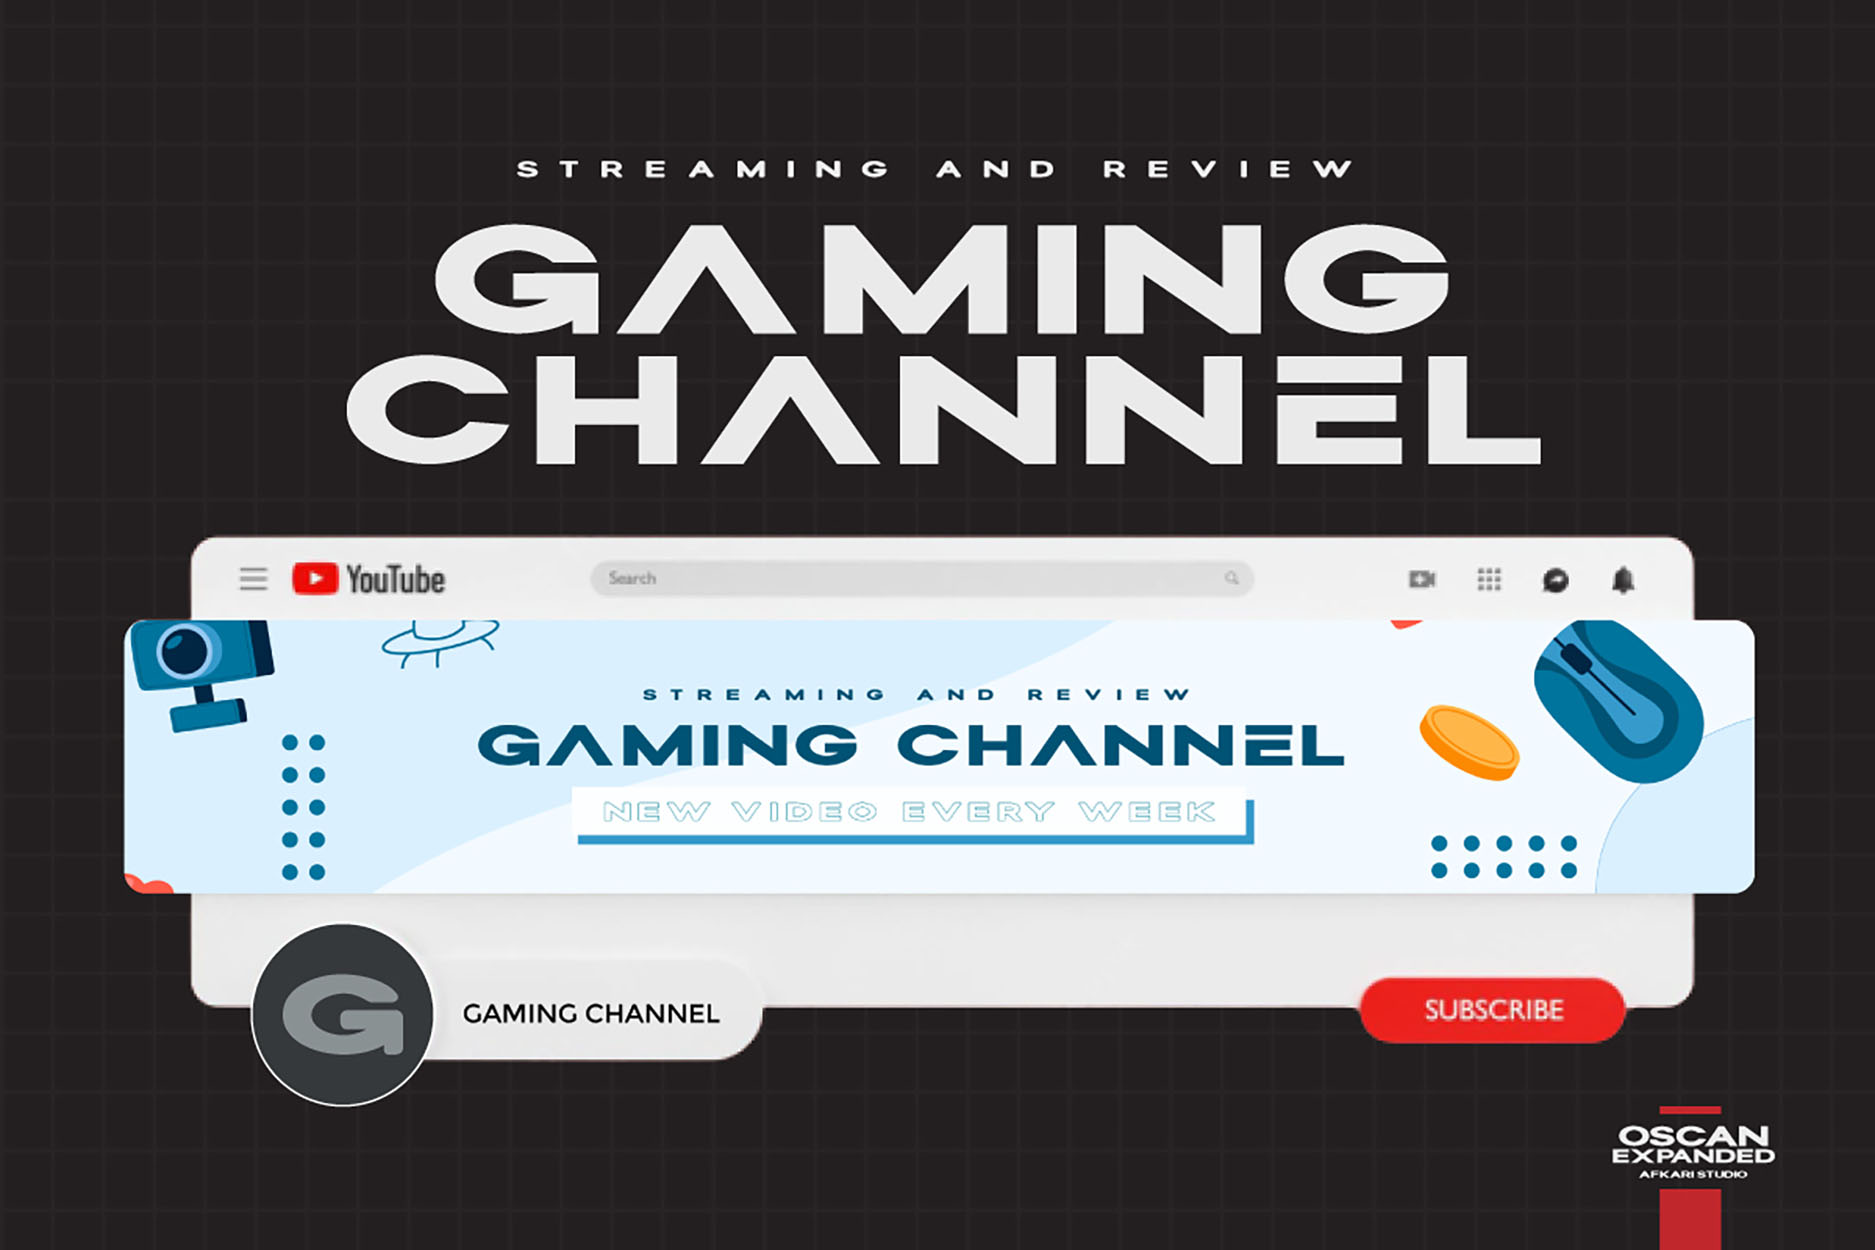 STREAMING AND REVIEW
GAMING
CHANNEL
YouTube
Search
STREAMING AND REVIEW
GAMING CHANNEL
NEW VIDEO EVERY WEEK
G
GAMING CHANNEL
SUBSCRIBE
OSCAN
EXPANDED
AFKARI STUDIO